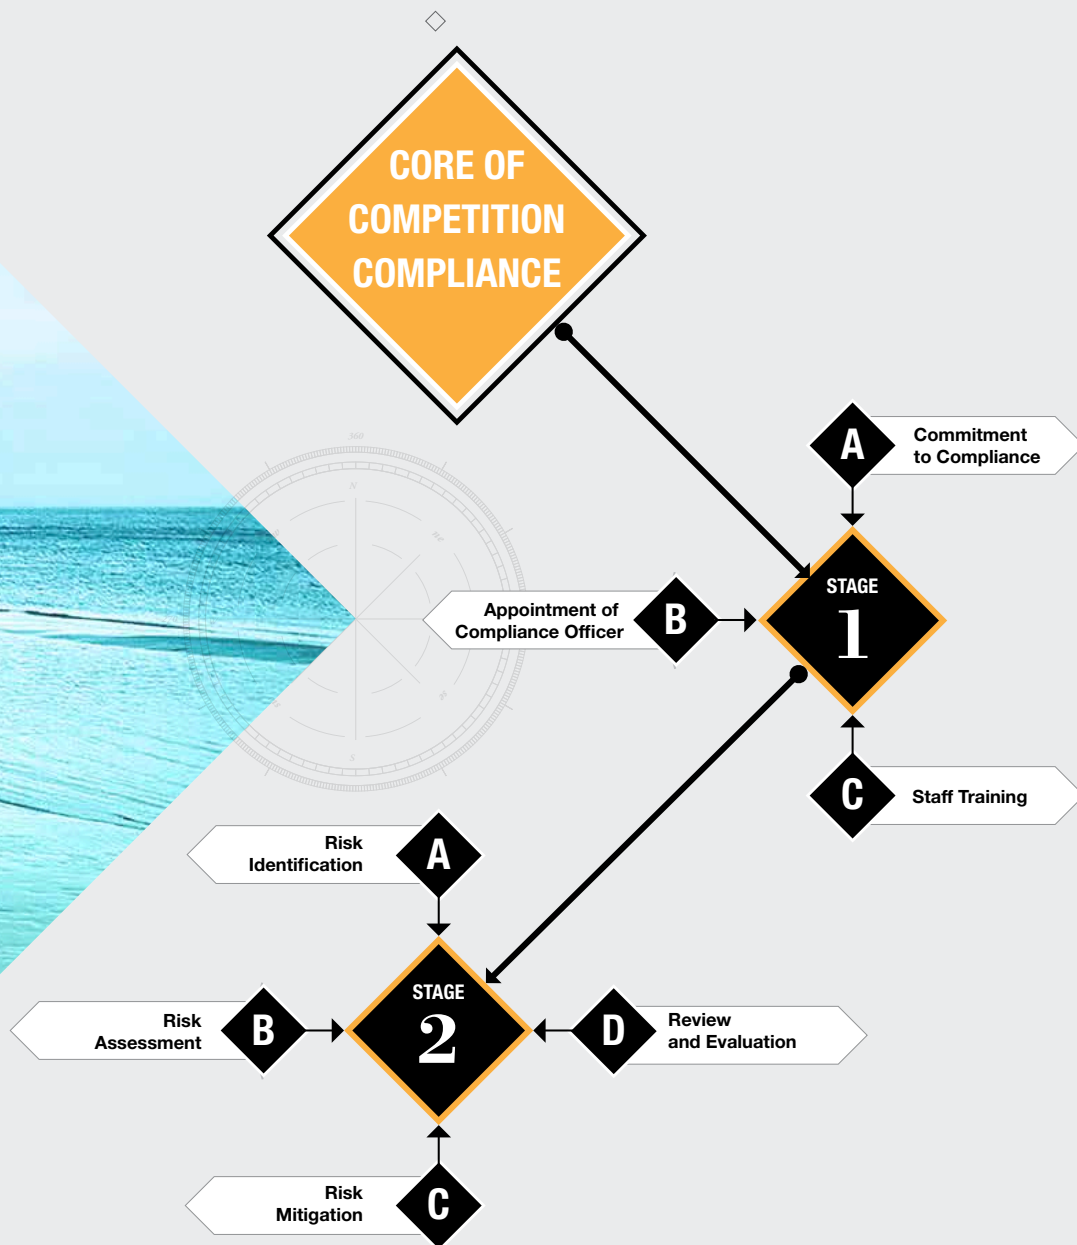 CORE OF
COMPETITION
COMPLIANCE
360
N
A
Commitment
to Compliance
STAGE
1
Appointment of
Compliance Officer
B
S
C
Staff Training
Risk
Identification
A
STAGE
2
Risk
Assessment
B
D
Review
and Evaluation
Risk
Mitigation
C